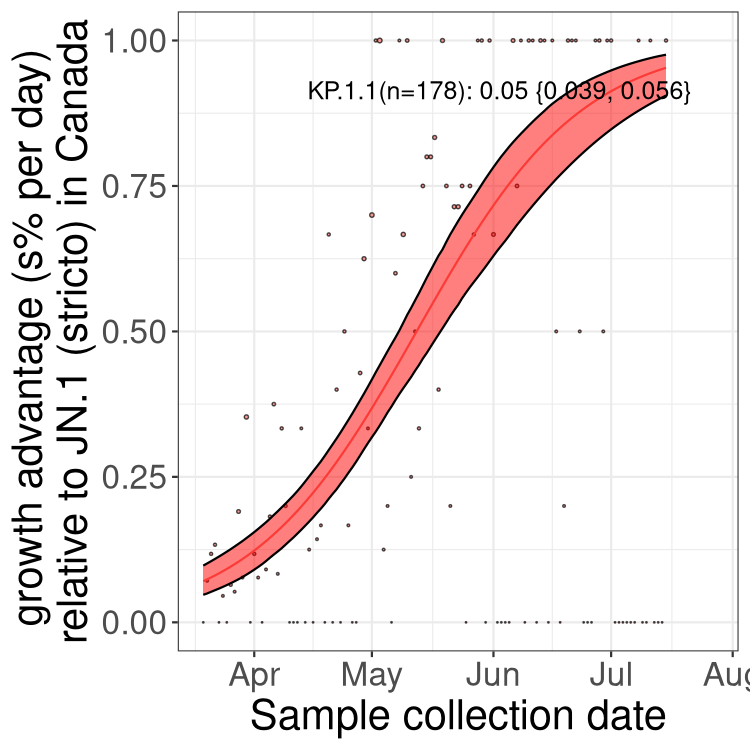 growth advantage (s% per day)
relative to JN.1 (stricto) in Canada
1.00
0.75
0.50
0.25
0.00
KP.1.1(n=178): 0.05 {0.039, 0.056}
Apr May Jun Jul Aug
Sample collection date